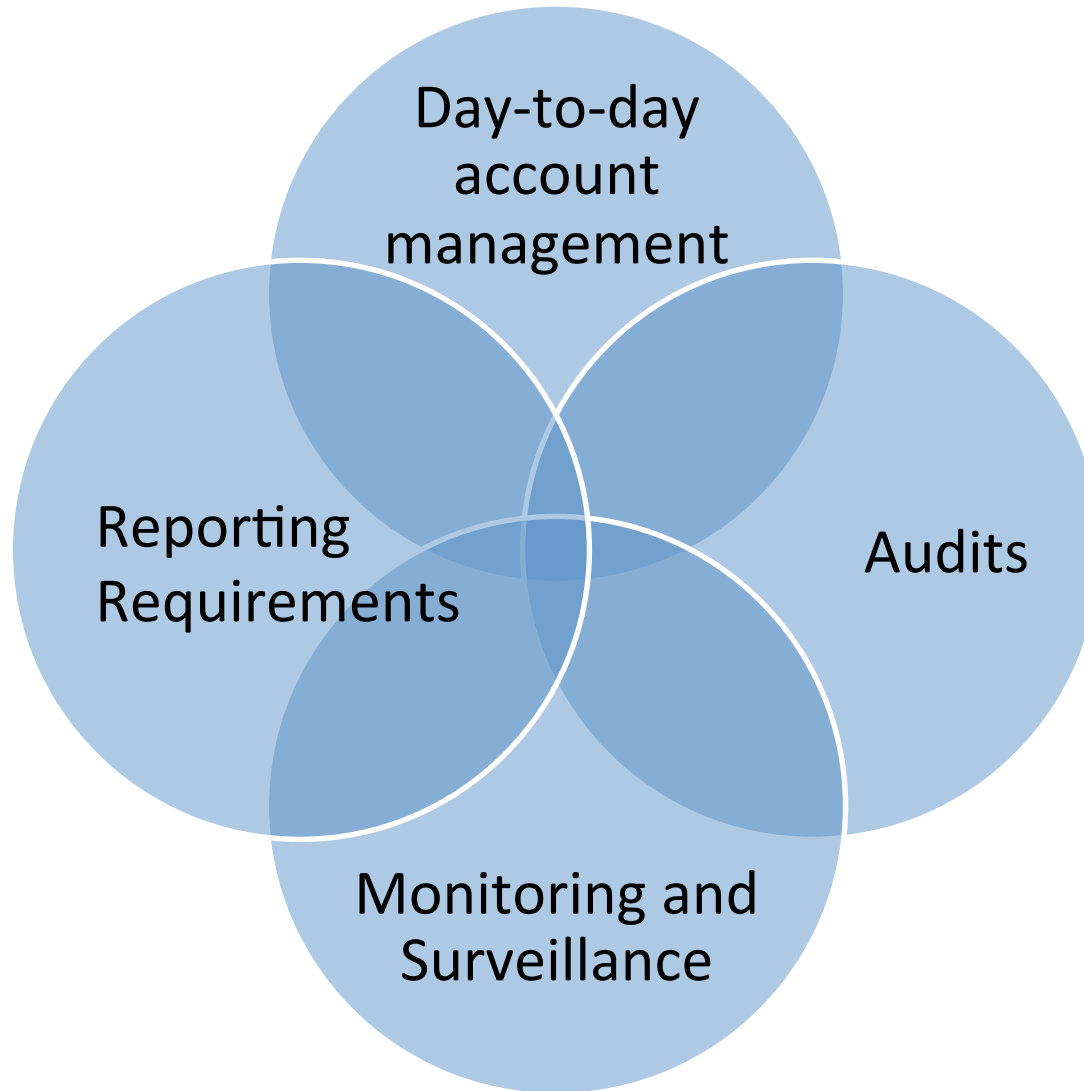 Day-to-day
account
management
Reporting
Requirements
Audits
Monitoring and
Surveillance